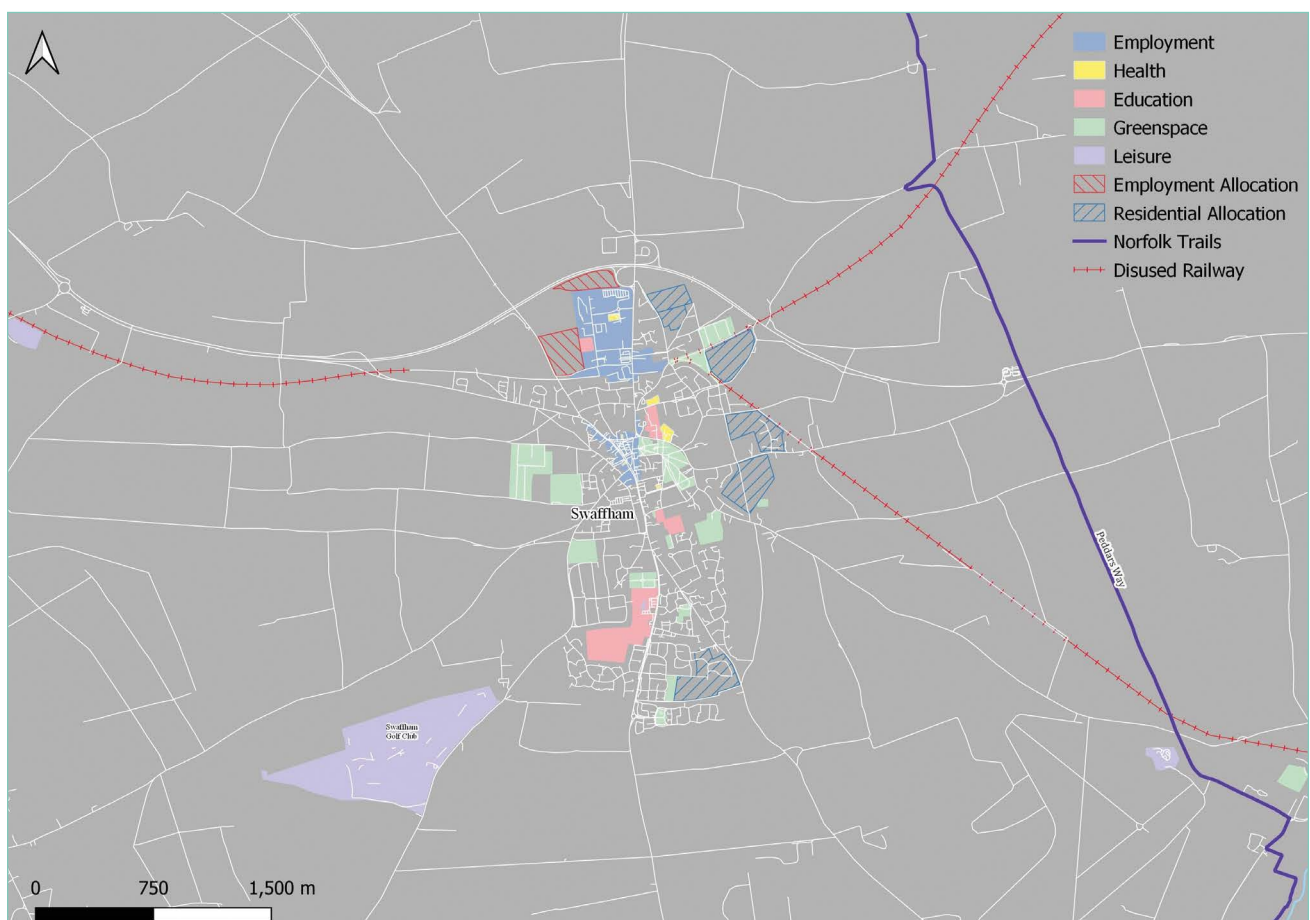 Employment
Health
Education
Greenspace
Leisure
Employment Allocation
Residential Allocation
Norfolk Trails
Disused Railway
Swaffham
Peddars Way
Swaffham
Golf Club
0 750 1,500 m